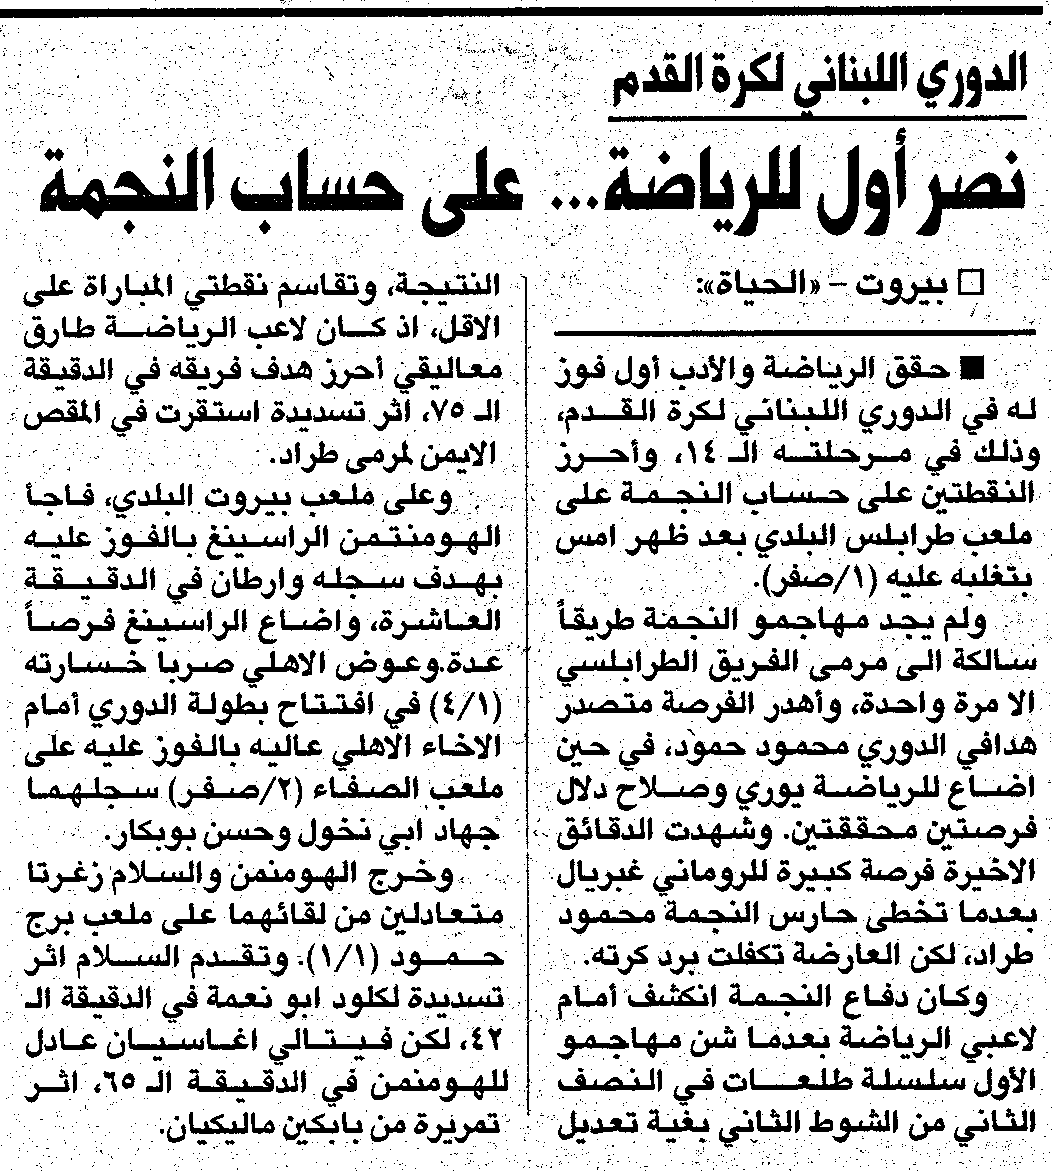 الدوري اللبناني لكرة القدم
نصر أول للرياضة... على حساب النجمة
□ بيروت – «الحياة»:
■ حقق الرياضة والأدب أول فوز
له في الدوري اللبناني لكرة القدم،
وذلك في مرحلته الـ ١٤، وأحرز
النقطتين على حساب النجمة على
ملعب طرابلس البلدي بعد ظهر امس
بتغلبه عليه (١/صفر).
ولم يجد مهاجمو النجمة طريقاً
سالكة الى مرمى الفريق الطرابلسي
الا مرة واحدة، وأهدر الفرصة متصدر
هدافي الدوري محمود حمود، في حين
اضاع للرياضة يوري وصلاح دلال
فرصتين محققتين. وشهدت الدقائق
الاخيرة فرصة كبيرة للروماني غبريال
بعدما تخطى حارس النجمة محمود
طراد، لكن العارضة تكفلت برد كرته.
وكان دفاع النجمة انكشف أمام
لاعبي الرياضة بعدما شن مهاجمو
الأول سلسلة طلعات في النصف
الثاني من الشوط الثاني بغية تعديل
النتيجة، وتقاسم نقطتي المباراة على
الاقل، اذ كان لاعب الرياضة طارق
معاليقي أحرز هدف فريقه في الدقيقة
الـ ٧٥، اثر تسديدة استقرت في المقص
الايمن لمرمى طراد.
وعلى ملعب بيروت البلدي، فاجأ
الهومنتمن الراسينغ بالفوز عليه
بهدف سجله وارطان في الدقيقة
العاشرة، واضاع الراسينغ فرصاً
عدة. وعوض الاهلي صربا خسارته
(٤/١) في افتتاح بطولة الدوري أمام
الاخاء الاهلي عاليه بالفوز عليه على
ملعب الصفاء (٢/صفر) سجلهما
جهاد ابي نخول وحسن بوبكار.
وخرج الهومنمن والسلام زغرتا
متعادلين من لقائهما على ملعب برج
حمود (١/١). وتقدم السلام اثر
تسديدة لكلود ابو نعمة في الدقيقة الـ
٤٢، لكن فيتالي اغاسيان عادل
للهومنمن في الدقيقة الـ ٦٥، اثر
تمريرة من بابكين ماليكيان.